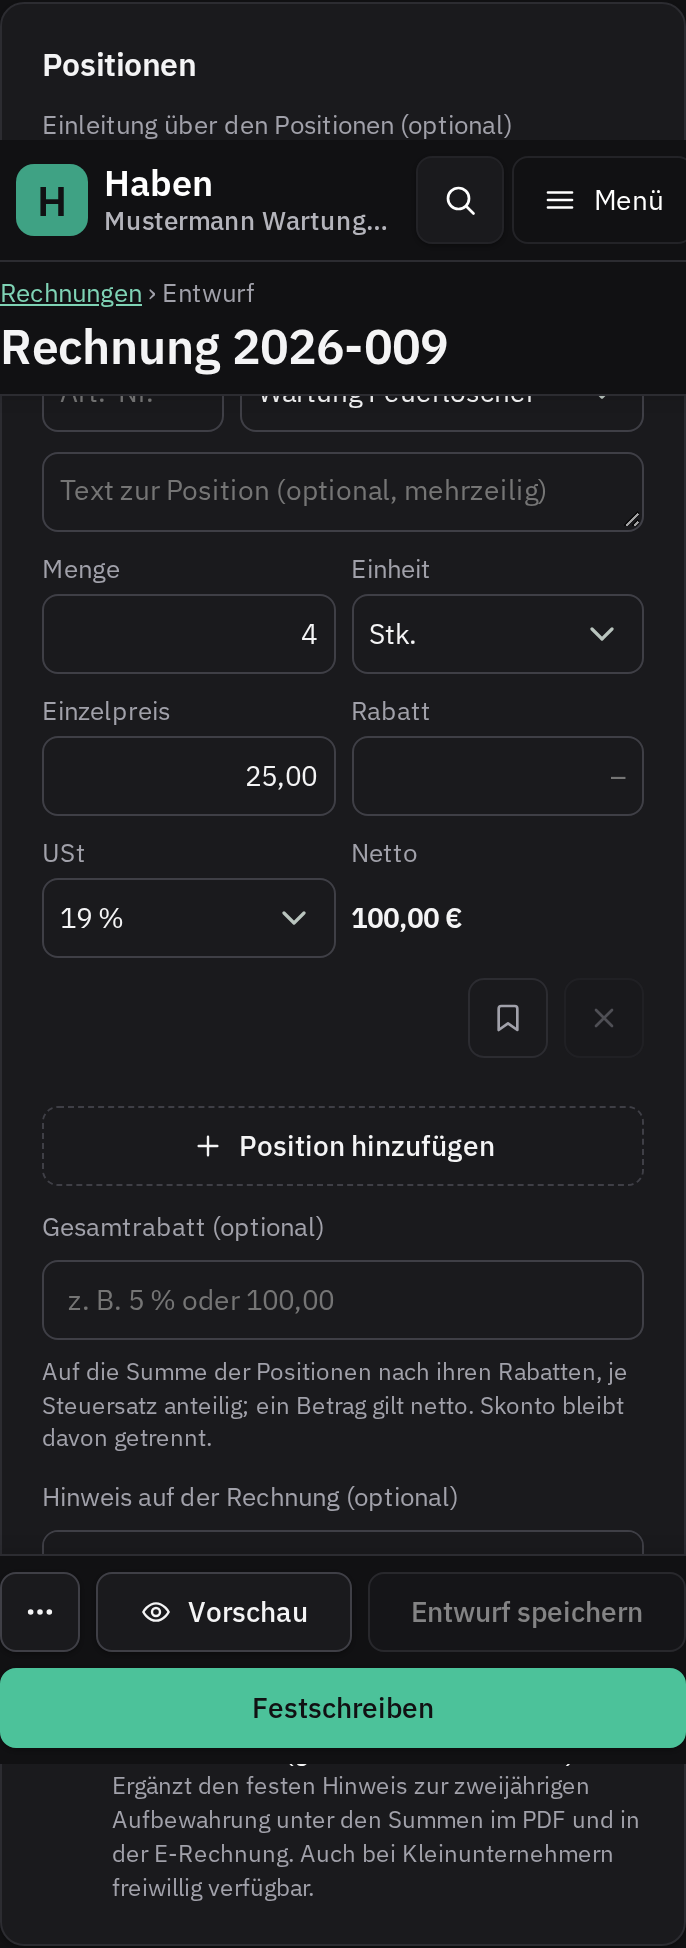 Positionen
Einleitung über den Positionen (optional)
H
Haben
Mustermann Wartung...
Menü
Rechnungen › Entwurf
Rechnung 2026-009
Art.-Nr.
Wartung Feuerlöscher
Text zur Position (optional, mehrzeilig)
Menge
Einheit
4
Stk.
Einzelpreis
Rabatt
25,00
–
USt
Netto
19 %
100,00 €
Position hinzufügen
Gesamtrabatt (optional)
z. B. 5 % oder 100,00
Auf die Summe der Positionen nach ihren Rabatten, je
Steuersatz anteilig; ein Betrag gilt netto. Skonto bleibt
davon getrennt.
Hinweis auf der Rechnung (optional)
Vorschau
Entwurf speichern
Festschreiben
Ergänzt den festen Hinweis zur zweijährigen
Aufbewahrung unter den Summen im PDF und in
der E-Rechnung. Auch bei Kleinunternehmern
freiwillig verfügbar.